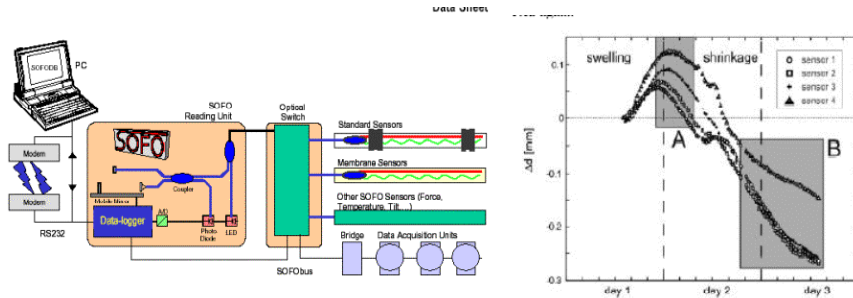 Data Sheet
SOFODB
PC
SOFO
Reading Unit
Optical
Switch
SOFO
Standard Sensors
Membrane Sensors
Other SOFO Sensors (Force,
Temperature, Tilt,...)
Modem
Modem
RS232
Coupler
Mobile Mirror
Data-logger
A/D
Photo
Diode
LED
SOFObus
Bridge
Data Acquisition
Units
swelling
shrinkage
sensor 1
sensor 2
sensor 3
sensor 4
A
B
Δd [mm]
0.1
0
-0.1
-0.2
-0.3
day 1
day 2
day 3